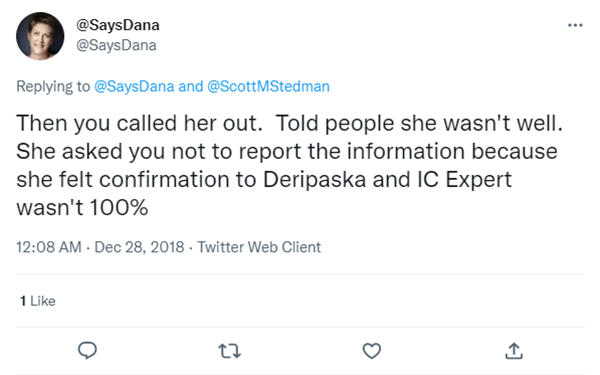 @SaysDana
@SaysDana
Replying to @SaysDana and @ScottMStedman
Then you called her out.  Told people she wasn't well.
She asked you not to report the information because
she felt confirmation to Deripaska and IC Expert
wasn't 100%
12:08 AM · Dec 28, 2018 · Twitter Web Client
1 Like